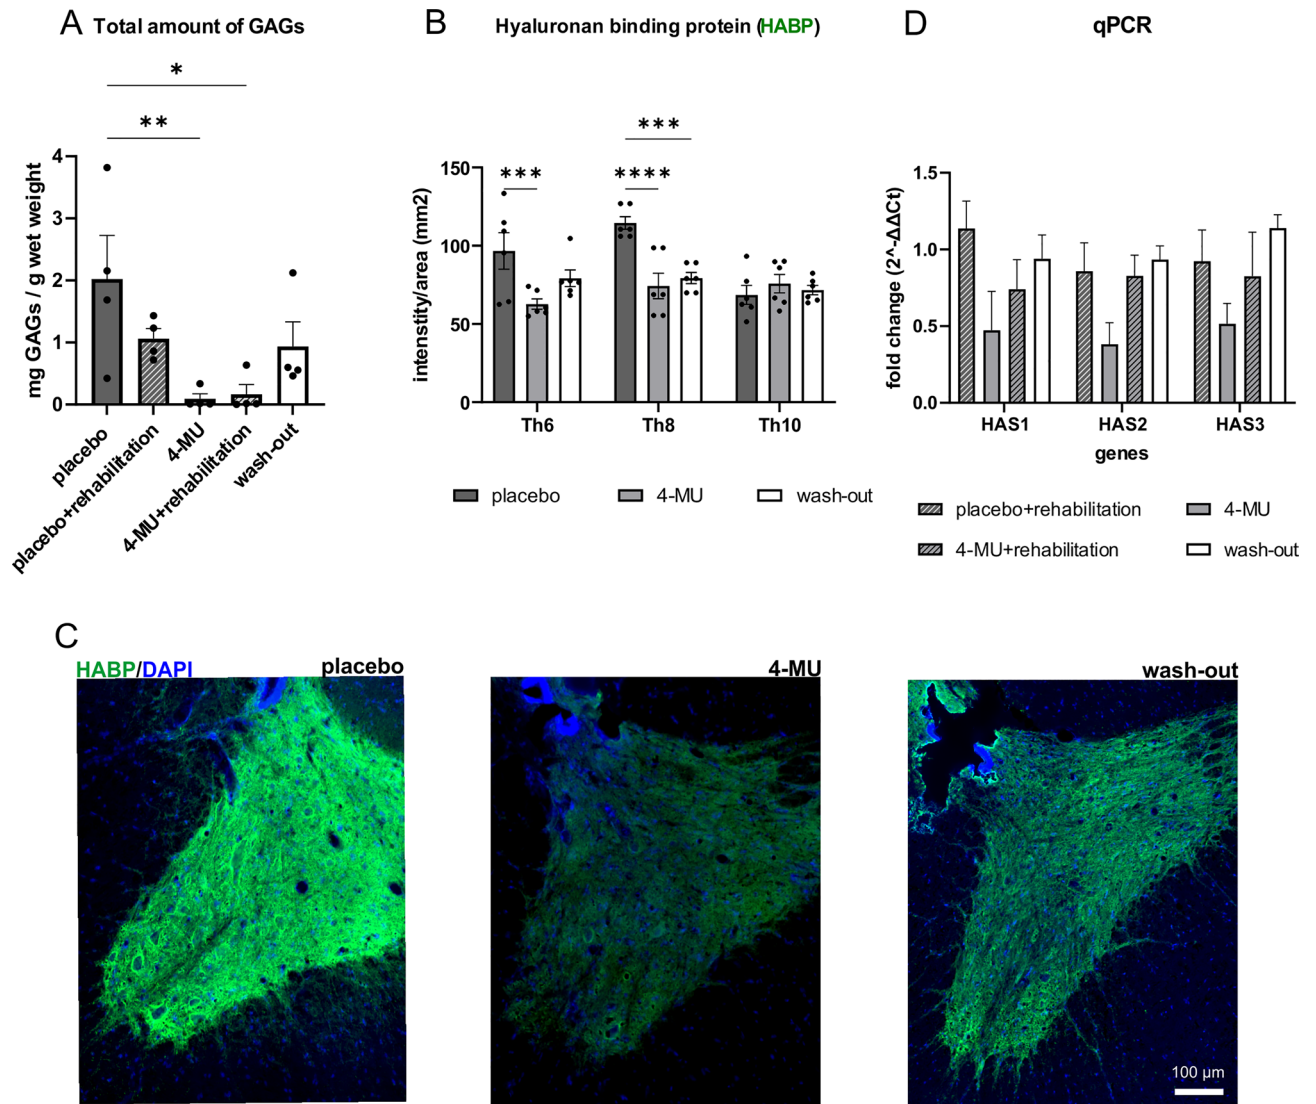 A Total amount of GAGs
*
**
mg GAGs / g wet weight
4
3
2
1
0
placebo
placebo+rehabilitation
4-MU
4-MU+rehabilitation
wash-out
B Hyaluronan binding protein (HABP)
***
***
****
intenstity/area (mm2)
150
100
50
0
Th6 Th8 Th10
placebo 4-MU wash-out
D qPCR
fold change (2^-ΔΔCt)
1.5
1.0
0.5
0.0
HAS1 HAS2 HAS3
genes
placebo+rehabilitation 4-MU
4-MU+rehabilitation wash-out
C
HABP/DAPI placebo
4-MU
wash-out
100 µm